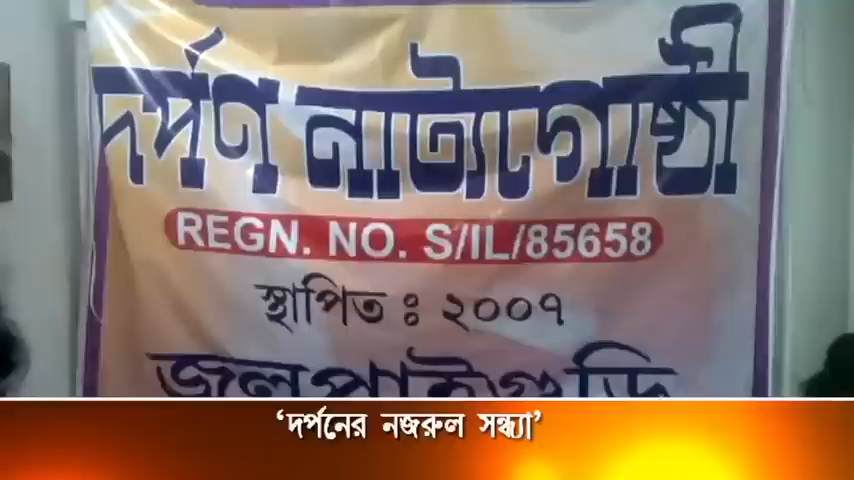 দর্পণ নাট্যগোষ্ঠী
REGN. NO. S/IL/85658
স্থাপিত ঃ ২০০৭
জলপাইগুড়ি
‘দর্পনের নজরুল সন্ধ্যা’